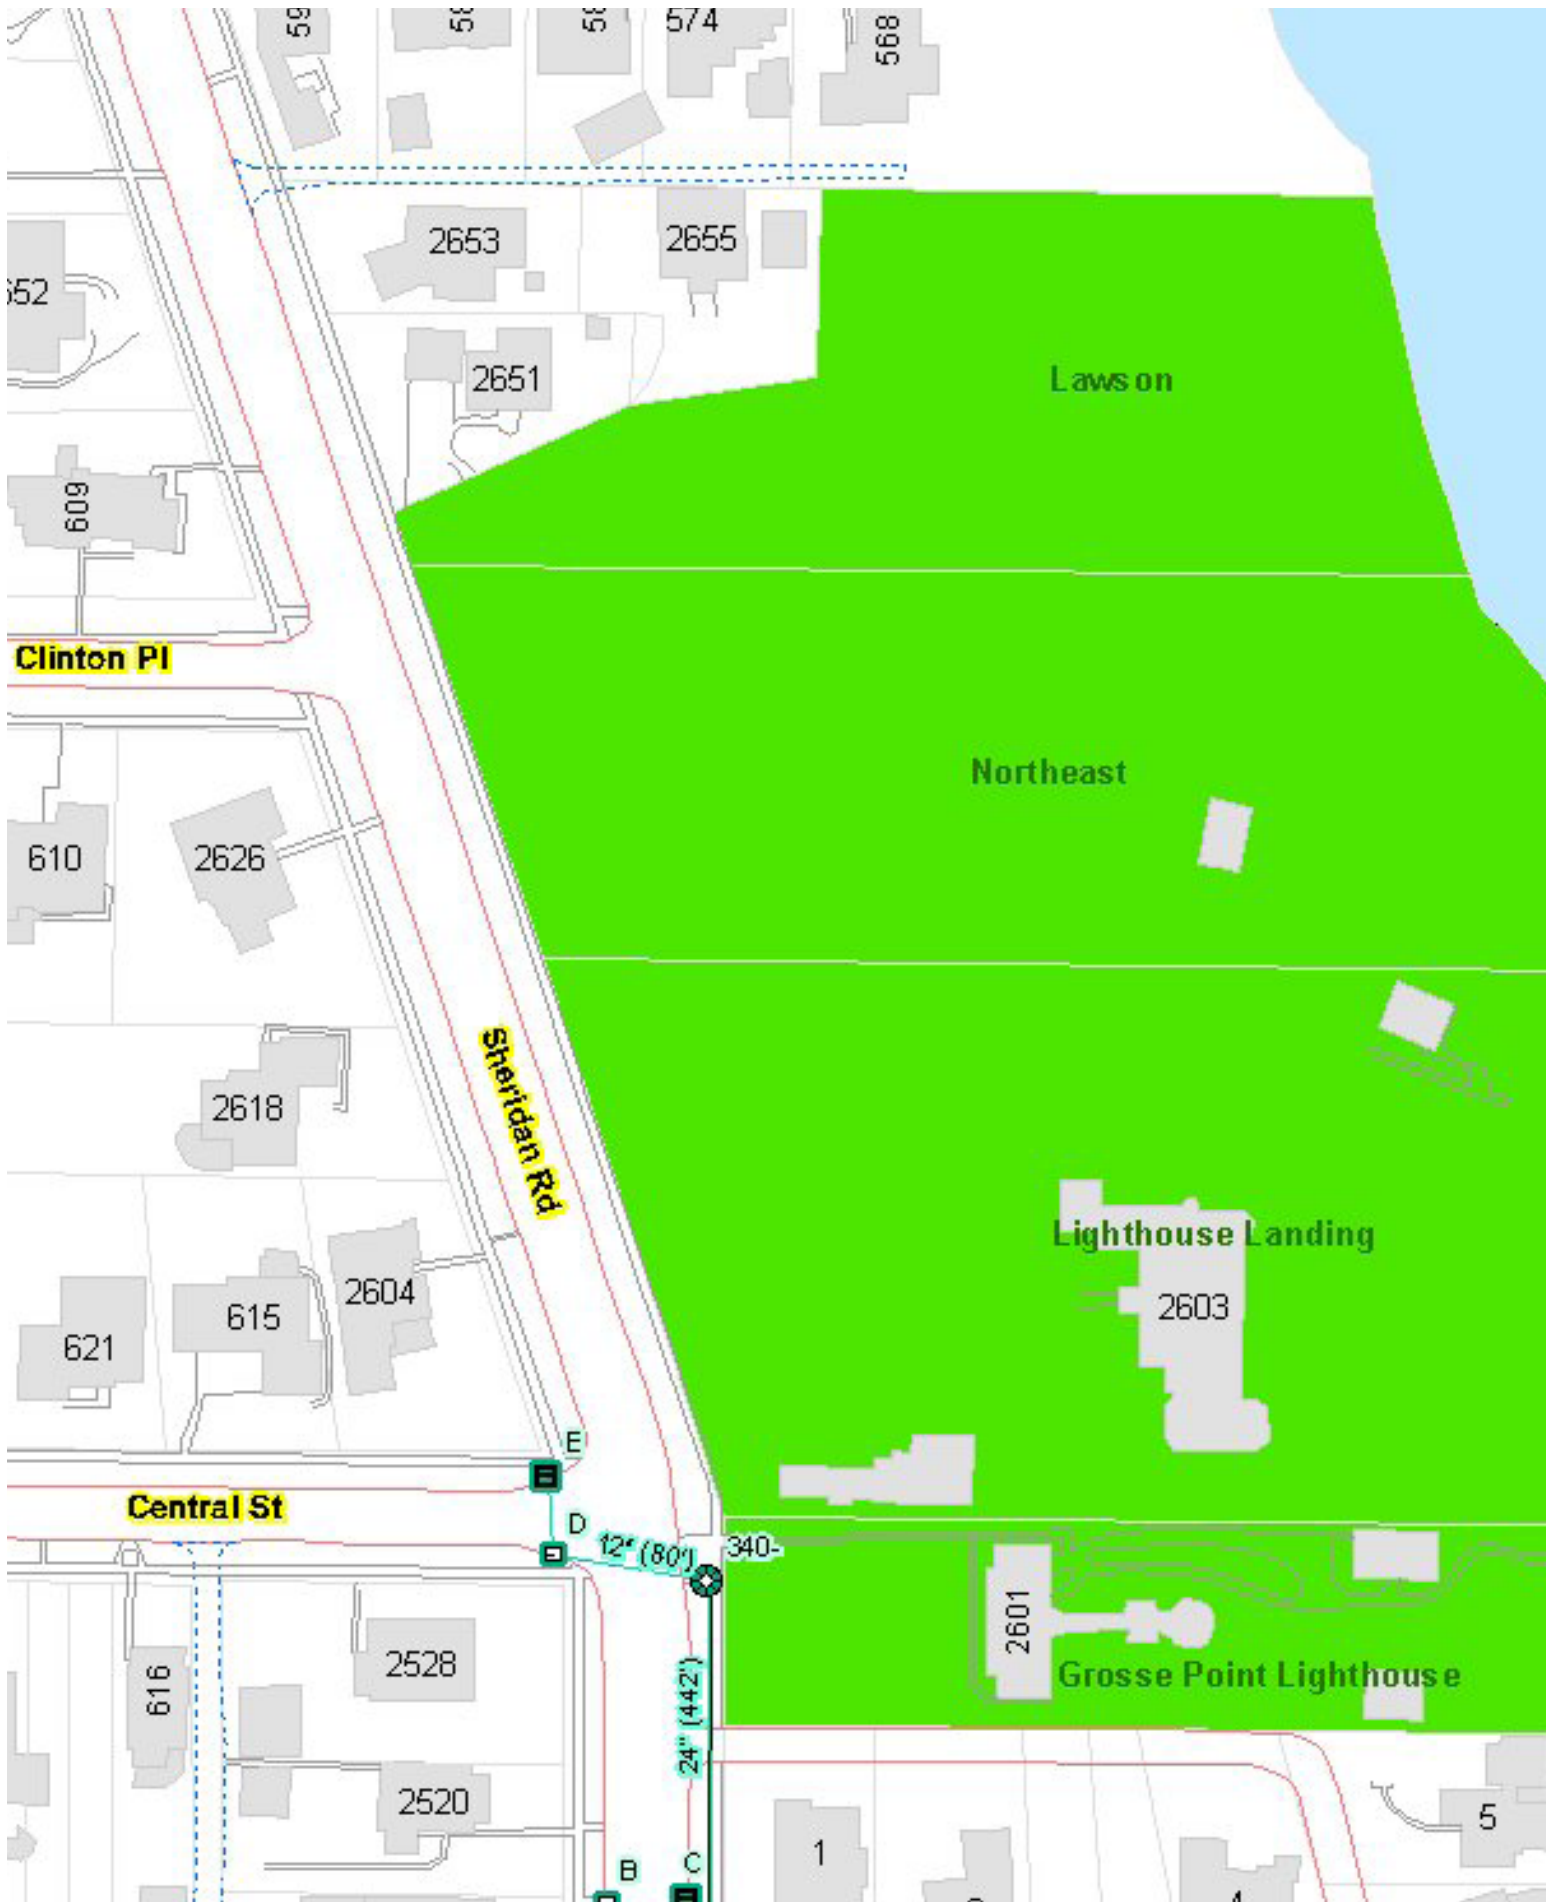 574
568
2653
2655
2651
Lawson
609
Clinton Pl
Northeast
610
2626
Sheridan Rd
2618
Lighthouse Landing
2603
2604
615
621
E
Central St
D
12" (80')
340-
2601
2528
616
Grosse Point Lighthouse
24" (442')
2520
1
5
B
C